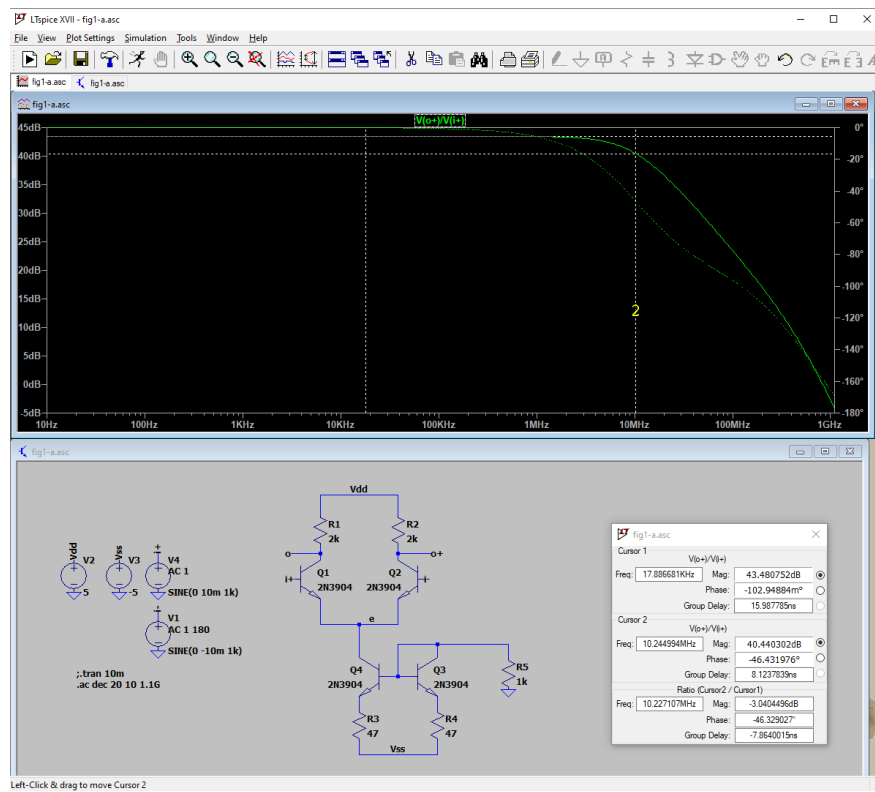 LTspice XVII - fig1-a.asc
File View Plot Settings Simulation Tools Window Help
fig1-a.asc fig1-a.asc
fig1-a.asc
V(o+)/V(i+)
45dB 0°
40dB -20°
35dB -40°
30dB -60°
25dB -80°
20dB -100°
15dB -120°
10dB -140°
5dB -160°
0dB -180°
-5dB
2
10Hz 100Hz 1KHz 10KHz 100KHz 1MHz 10MHz 100MHz 1GHz
fig1-a.asc
Vdd
R1 R2
2k 2k
o- o+
Vdd V2 Vss V3 i+ V4
AC 1
5 -5 SINE(0 10m 1k)
i+ Q1 Q2 i-
2N3904 2N3904
i- V1
AC 1 180
SINE(0 -10m 1k)
e
;.tran 10m
.ac dec 20 10 1.1G
Q4 Q3 R5
2N3904 2N3904 1k
R3 R4
47 47
Vss
fig1-a.asc
Cursor 1
V(o+)/V(i+)
Freq: 17.886681KHz Mag: 43.480752dB
Phase: -102.94884m°
Group Delay: 15.987785ns
Cursor 2
V(o+)/V(i+)
Freq: 10.244994MHz Mag: 40.440302dB
Phase: -46.431976°
Group Delay: 8.1237839ns
Ratio (Cursor2 / Cursor1)
Freq: 10.227107MHz Mag: -3.0404496dB
Phase: -46.329027°
Group Delay: -7.8640015ns
Left-Click & drag to move Cursor 2